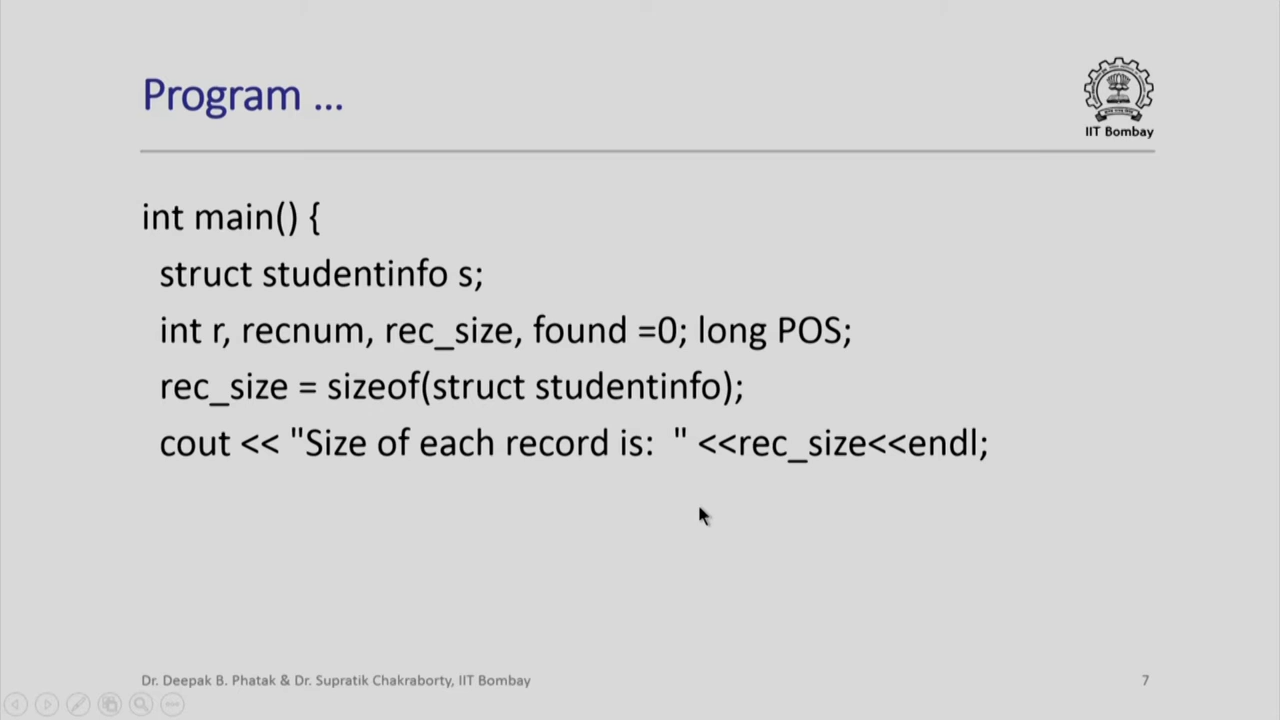 Program ...
IIT Bombay
int main() {
struct studentinfo s;
int r, recnum, rec_size, found =0; long POS;
rec_size = sizeof(struct studentinfo);
cout << "Size of each record is:  " <<rec_size<<endl;
Dr. Deepak B. Phatak & Dr. Supratik Chakraborty, IIT Bombay
7